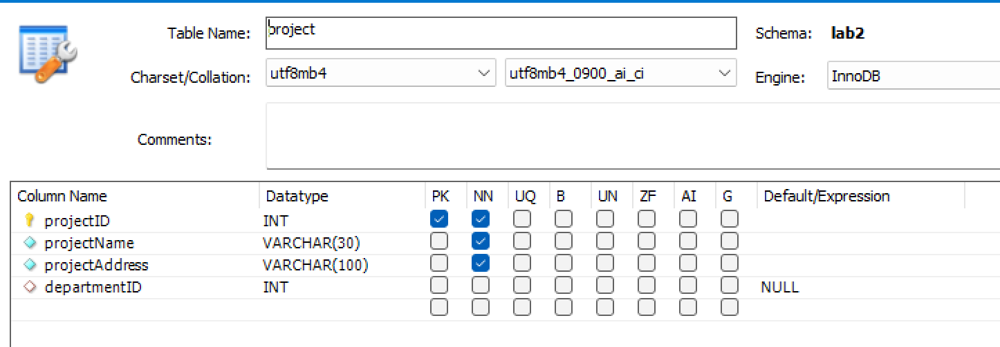 Table Name: project Schema: lab2
Charset/Collation: utf8mb4 utf8mb4_0900_ai_ci Engine: InnoDB
Comments:
Column Name Datatype PK NN UQ B UN ZF AI G Default/Expression
projectID INT
projectName VARCHAR(30)
projectAddress VARCHAR(100)
departmentID INT NULL